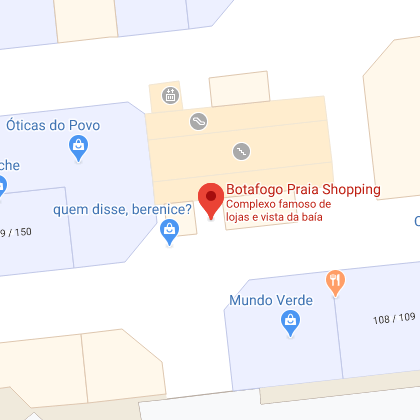 Óticas do Povo
che
Botafogo Praia Shopping
Complexo famoso de
lojas e vista da baía
quem disse, berenice?
9 / 150
C
Mundo Verde
108 / 109